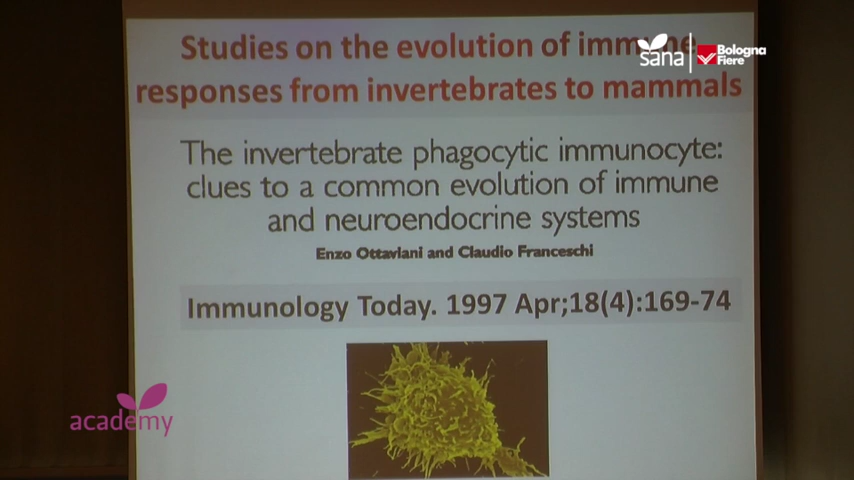 Studies on the evolution of immune
responses from invertebrates to mammals
sana
Bologna
Fiere
The invertebrate phagocytic immunocyte:
clues to a common evolution of immune
and neuroendocrine systems
Enzo Ottaviani and Claudio Franceschi
Immunology Today. 1997 Apr;18(4):169-74
academy